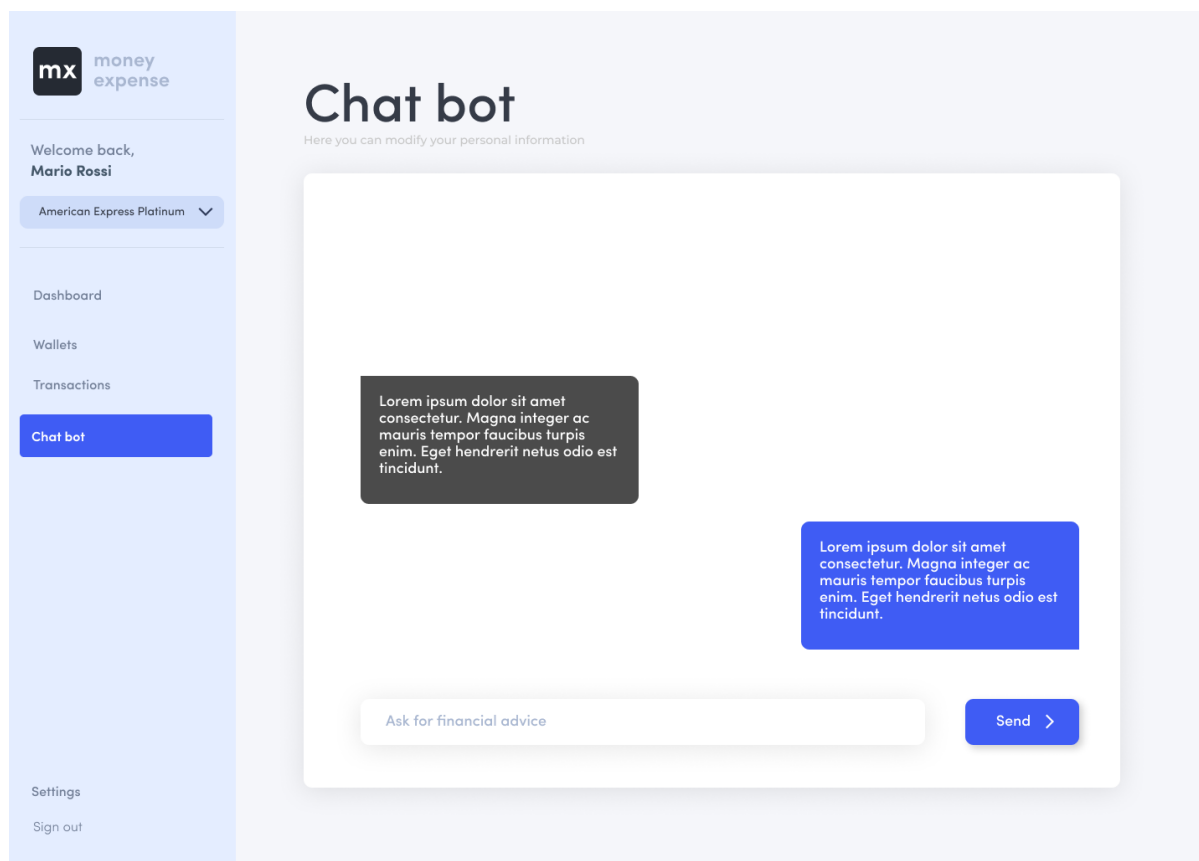 mx
money
expense
Welcome back,
Mario Rossi
American Express Platinum
Dashboard
Wallets
Transactions
Chat bot
Settings
Sign out
Chat bot
Here you can modify your personal information
Lorem ipsum dolor sit amet
consectetur. Magna integer ac
mauris tempor faucibus turpis
enim. Eget hendrerit netus odio est
tincidunt.
Lorem ipsum dolor sit amet
consectetur. Magna integer ac
mauris tempor faucibus turpis
enim. Eget hendrerit netus odio est
tincidunt.
Ask for financial advice
Send